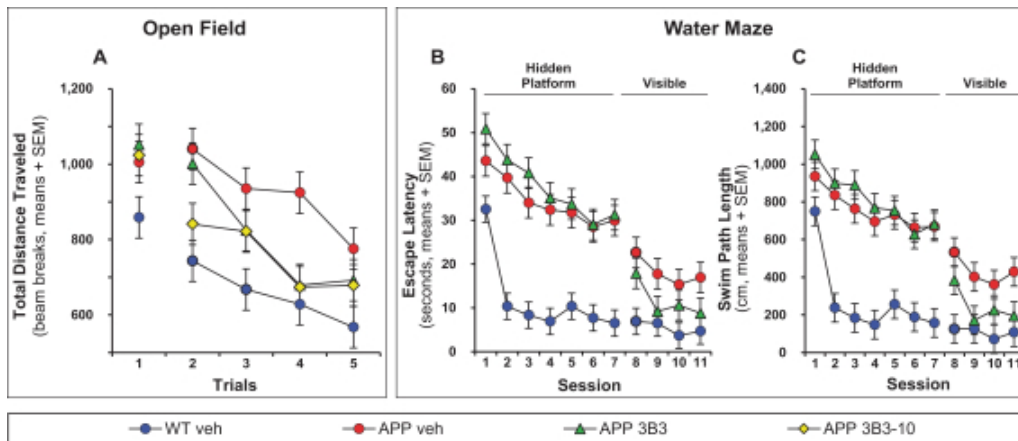 Open Field
A
1,200
1,000
800
600
Total Distance Traveled
(beam breaks, means + SEM)
1 2 3 4 5
Trials
Water Maze
B
Hidden
Platform
Visible
60
50
40
30
20
10
0
Escape Latency
(seconds, means + SEM)
1 2 3 4 5 6 7 8 9 10 11
Session
C
Hidden
Platform
Visible
1,400
1,200
1,000
800
600
400
200
0
Swim Path Length
(cm, means + SEM)
1 2 3 4 5 6 7 8 9 10 11
Session
WT veh APP veh APP 3B3 APP 3B3-10